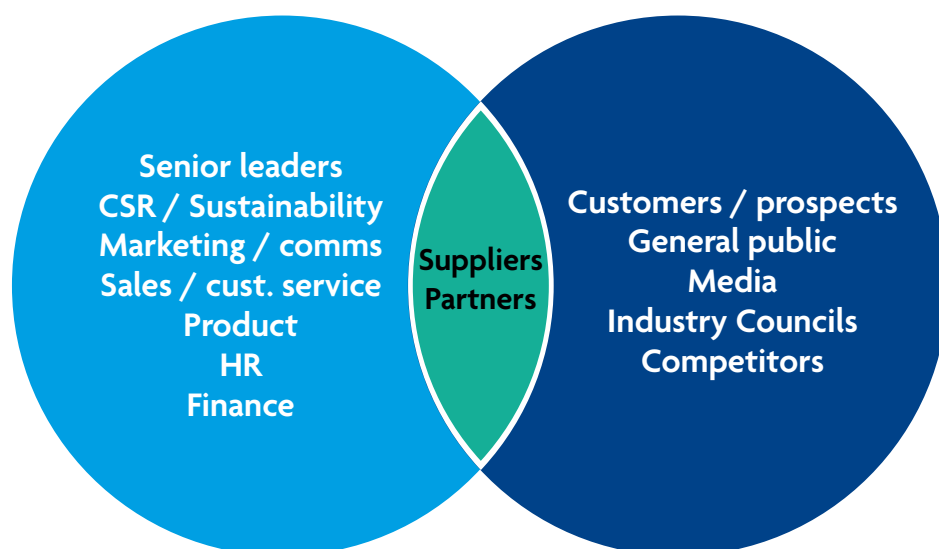 Senior leaders
CSR / Sustainability
Marketing / comms
Sales / cust. service
Product
HR
Finance
Suppliers
Partners
Customers / prospects
General public
Media
Industry Councils
Competitors